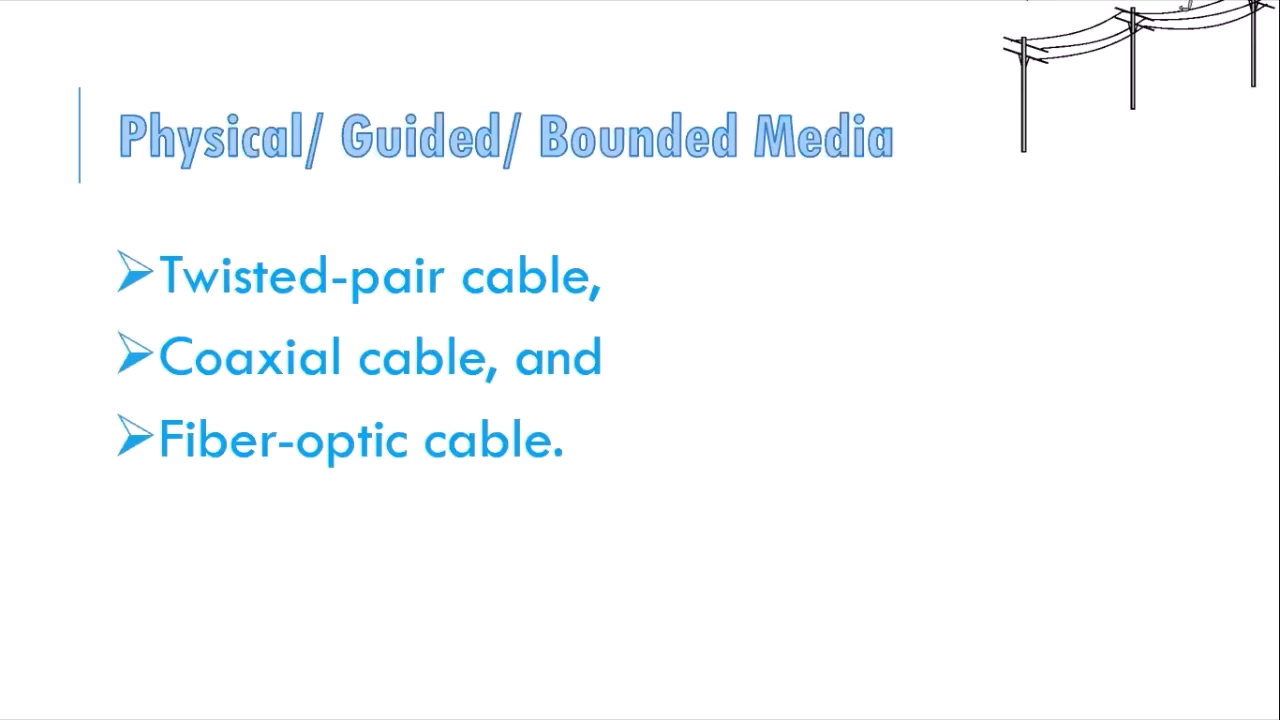 Physical/ Guided/ Bounded Media
Twisted-pair cable,
Coaxial cable, and
Fiber-optic cable.